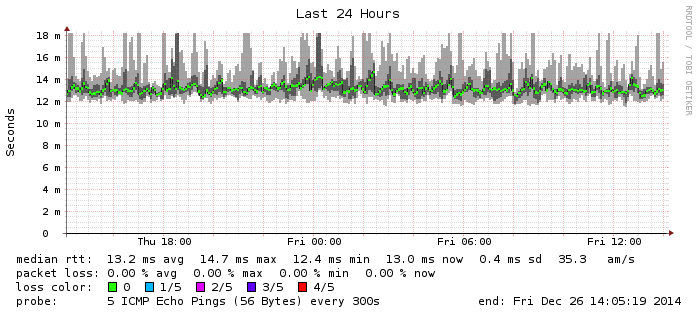 Last 24 Hours
RRDTOOL / TOBI OETIKER
Seconds
18 m
16 m
14 m
12 m
10 m
8 m
6 m
4 m
2 m
0
Thu 18:00 Fri 00:00 Fri 06:00 Fri 12:00
median rtt: 13.2 ms avg 14.7 ms max 12.4 ms min 13.0 ms now 0.4 ms sd 35.3 am/s
packet loss: 0.00 % avg 0.00 % max 0.00 % min 0.00 % now
loss color: 0 1/5 2/5 3/5 4/5
probe: 5 ICMP Echo Pings (56 Bytes) every 300s end: Fri Dec 26 14:05:19 2014